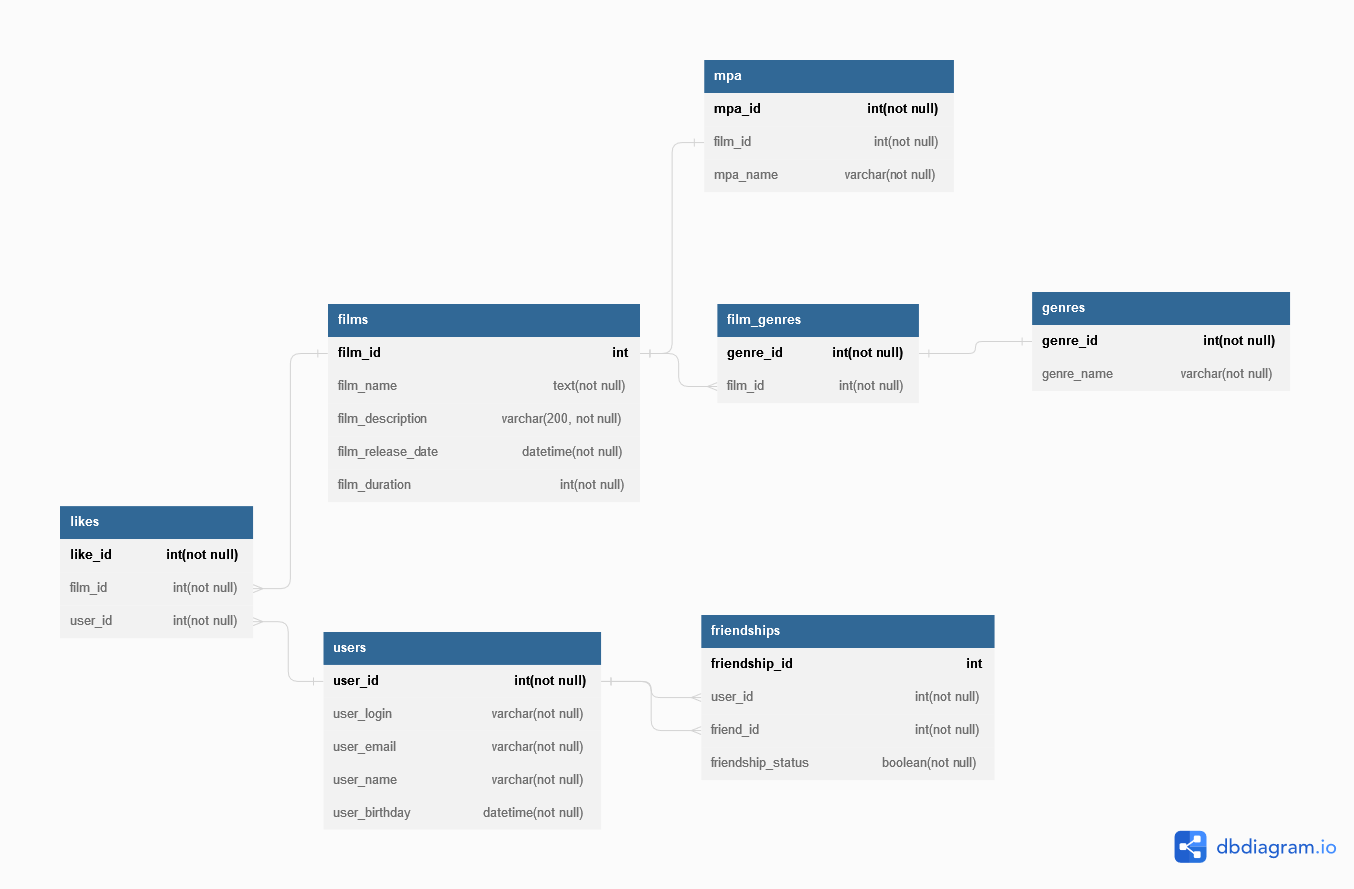 mpa
mpa_id int(not null)
film_id int(not null)
mpa_name varchar(not null)
films
film_id int
film_name text(not null)
film_description varchar(200, not null)
film_release_date datetime(not null)
film_duration int(not null)
film_genres
genre_id int(not null)
film_id int(not null)
genres
genre_id int(not null)
genre_name varchar(not null)
likes
like_id int(not null)
film_id int(not null)
user_id int(not null)
users
user_id int(not null)
user_login varchar(not null)
user_email varchar(not null)
user_name varchar(not null)
user_birthday datetime(not null)
friendships
friendship_id int
user_id int(not null)
friend_id int(not null)
friendship_status boolean(not null)
dbdiagram.io